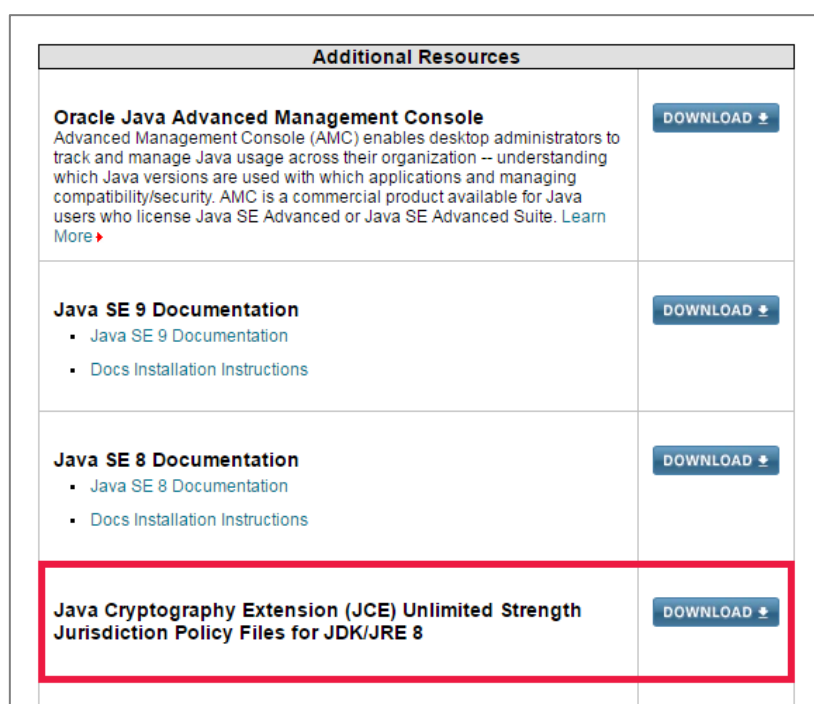 Additional Resources
Oracle Java Advanced Management Console
DOWNLOAD
Advanced Management Console (AMC) enables desktop administrators to
track and manage Java usage across their organization -- understanding
which Java versions are used with which applications and managing
compatibility/security. AMC is a commercial product available for Java
users who license Java SE Advanced or Java SE Advanced Suite. Learn
More
Java SE 9 Documentation
DOWNLOAD
Java SE 9 Documentation
Docs Installation Instructions
Java SE 8 Documentation
DOWNLOAD
Java SE 8 Documentation
Docs Installation Instructions
Java Cryptography Extension (JCE) Unlimited Strength
Jurisdiction Policy Files for JDK/JRE 8
DOWNLOAD